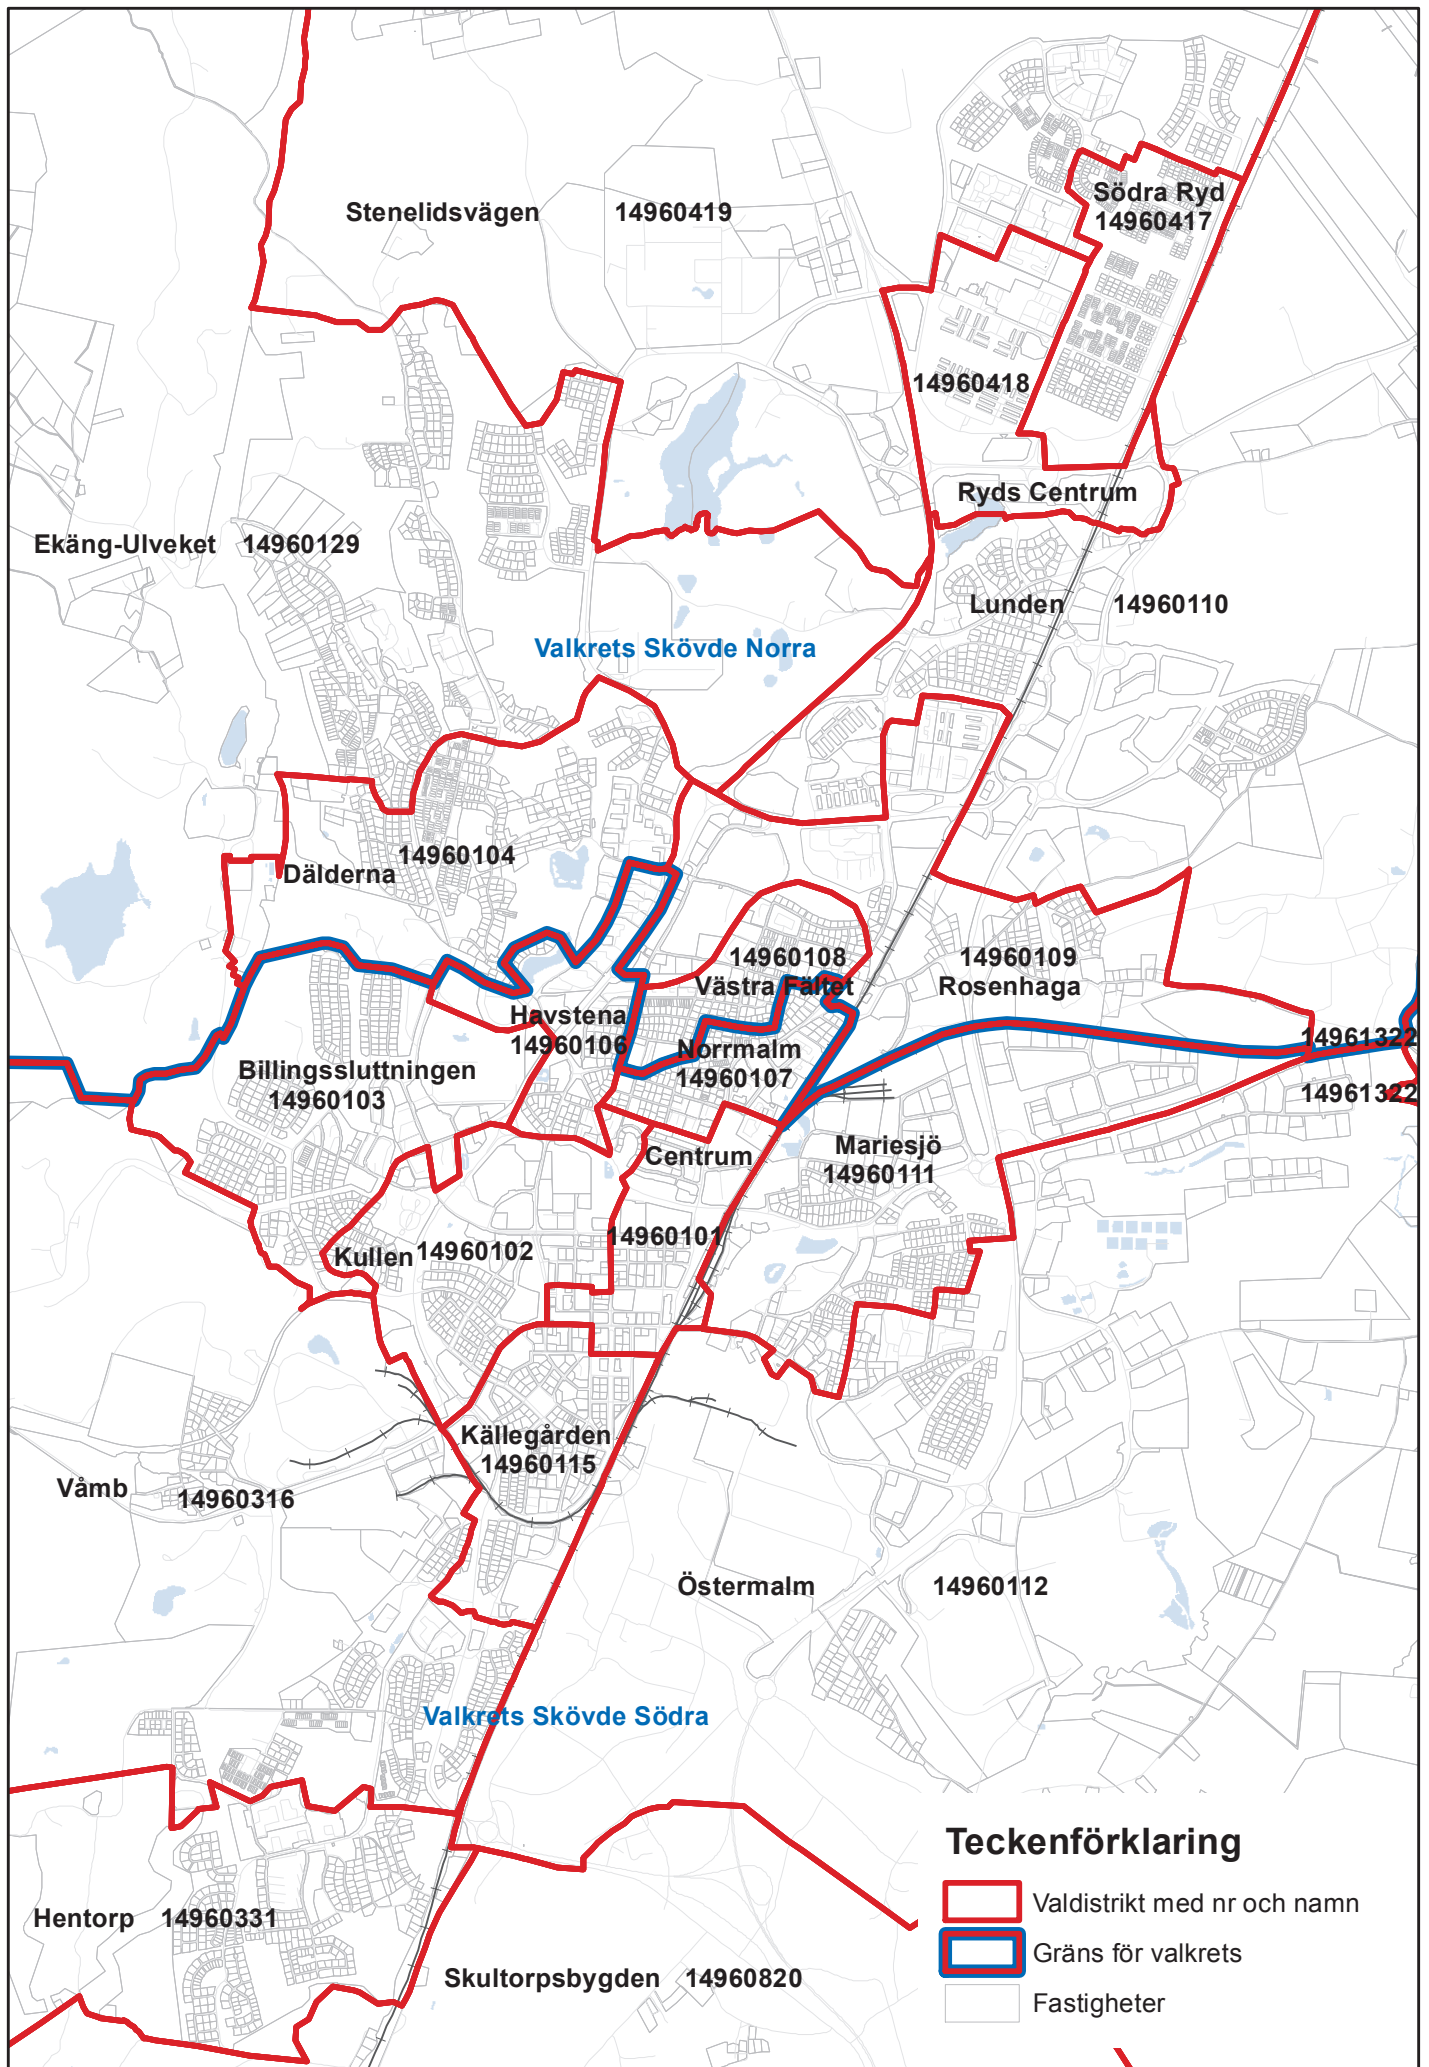 Södra Ryd
14960417
Stenelidsvägen 14960419
14960418
Ryds Centrum
Ekäng-Ulveket 14960129
Lunden 14960110
Valkrets Skövde Norra
14960104
Dälderna
14960108
Västra Fältet
14960109
Rosenhaga
Havstena
14960106
14961322
Norrmalm
14960107
Billingssluttningen
14960103
14961322
Centrum
Mariesjö
14960111
14960101
Kullen 14960102
Källegården
14960115
Våmb 14960316
Östermalm 14960112
Valkrets Skövde Södra
Hentorp 14960331
Skultorpsbygden 14960820
Teckenförklaring
Valdistrikt med nr och namn
Gräns för valkrets
Fastigheter